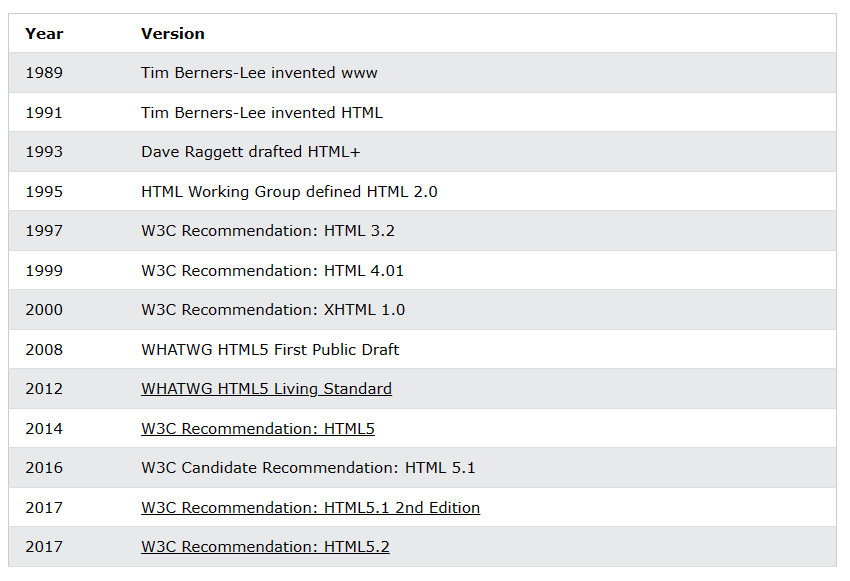 Year Version
1989 Tim Berners-Lee invented www
1991 Tim Berners-Lee invented HTML
1993 Dave Raggett drafted HTML+
1995 HTML Working Group defined HTML 2.0
1997 W3C Recommendation: HTML 3.2
1999 W3C Recommendation: HTML 4.01
2000 W3C Recommendation: XHTML 1.0
2008 WHATWG HTML5 First Public Draft
2012 WHATWG HTML5 Living Standard
2014 W3C Recommendation: HTML5
2016 W3C Candidate Recommendation: HTML 5.1
2017 W3C Recommendation: HTML5.1 2nd Edition
2017 W3C Recommendation: HTML5.2